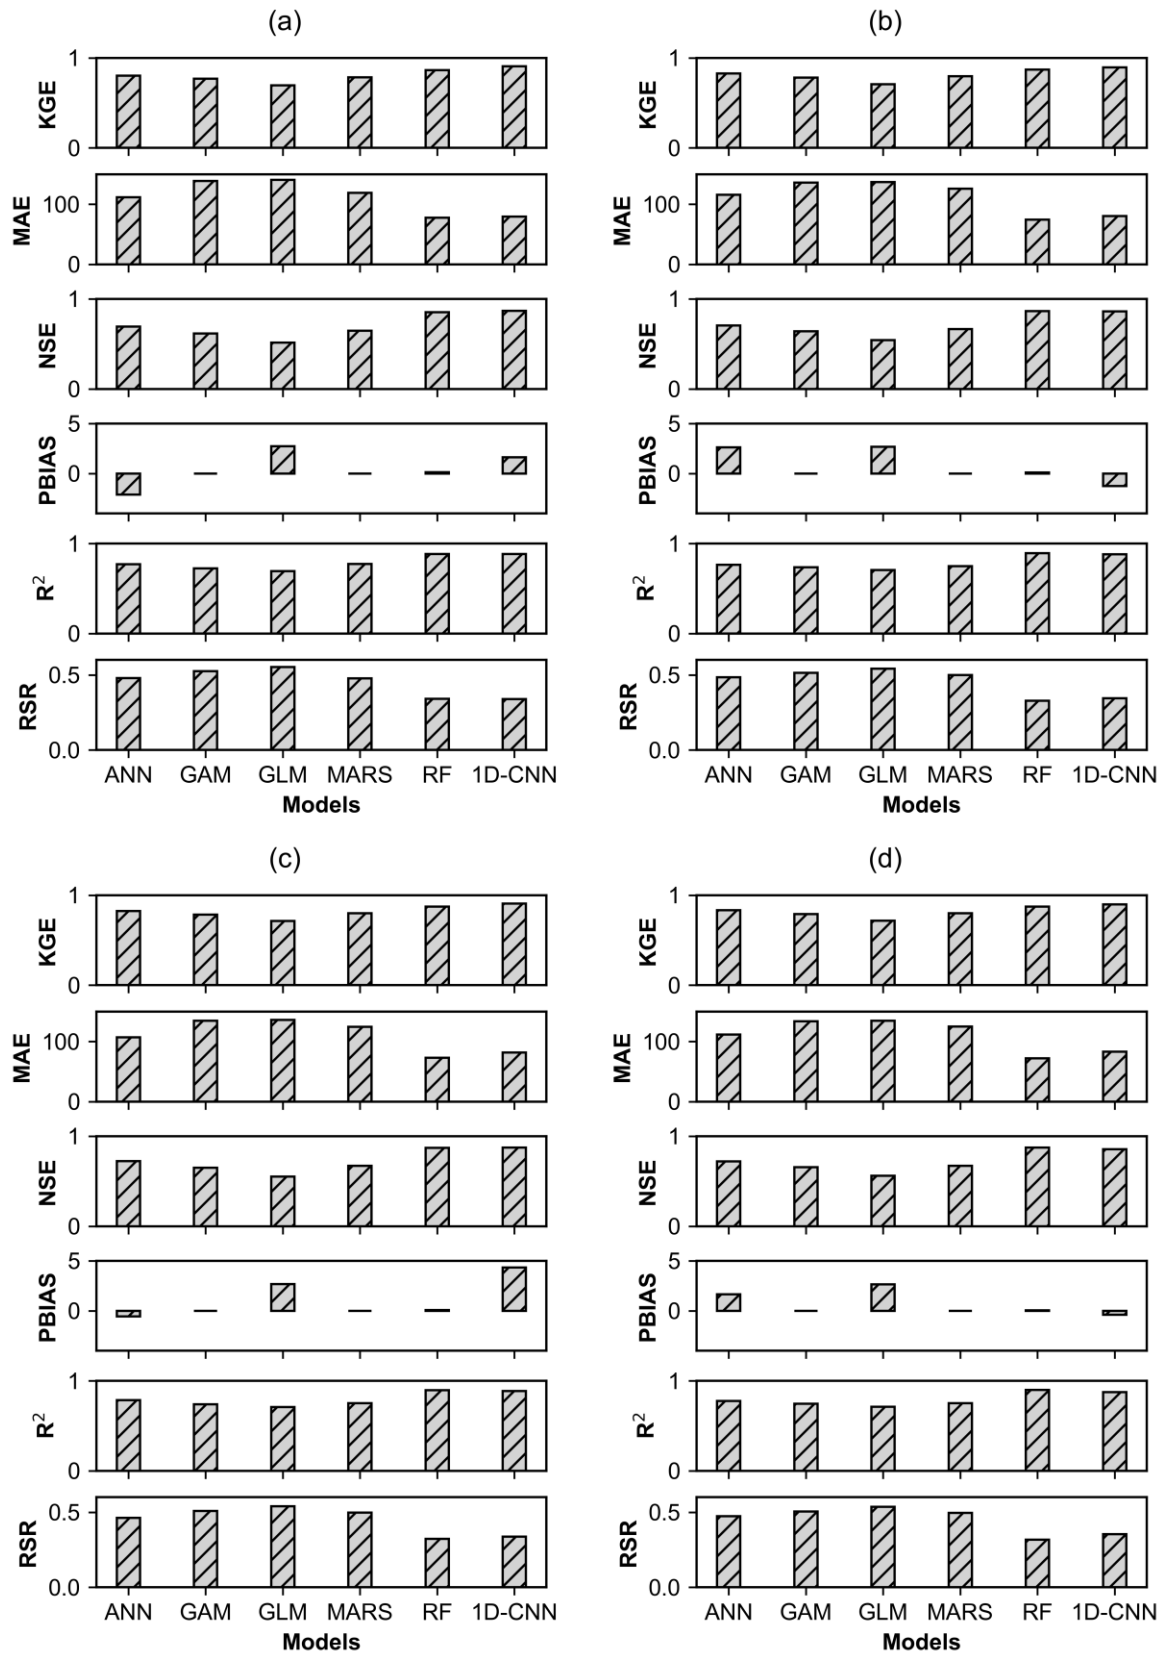 (a)
1
KGE
0
100
MAE
0
1
NSE
0
5
PBIAS
0
1
R²
0
0.5
RSR
0.0
ANN GAM GLM MARS RF 1D-CNN
Models
(b)
1
KGE
0
100
MAE
0
1
NSE
0
5
PBIAS
0
1
R²
0
0.5
RSR
0.0
ANN GAM GLM MARS RF 1D-CNN
Models
(c)
1
KGE
0
100
MAE
0
1
NSE
0
5
PBIAS
0
1
R²
0
0.5
RSR
0.0
ANN GAM GLM MARS RF 1D-CNN
Models
(d)
1
KGE
0
100
MAE
0
1
NSE
0
5
PBIAS
0
1
R²
0
0.5
RSR
0.0
ANN GAM GLM MARS RF 1D-CNN
Models